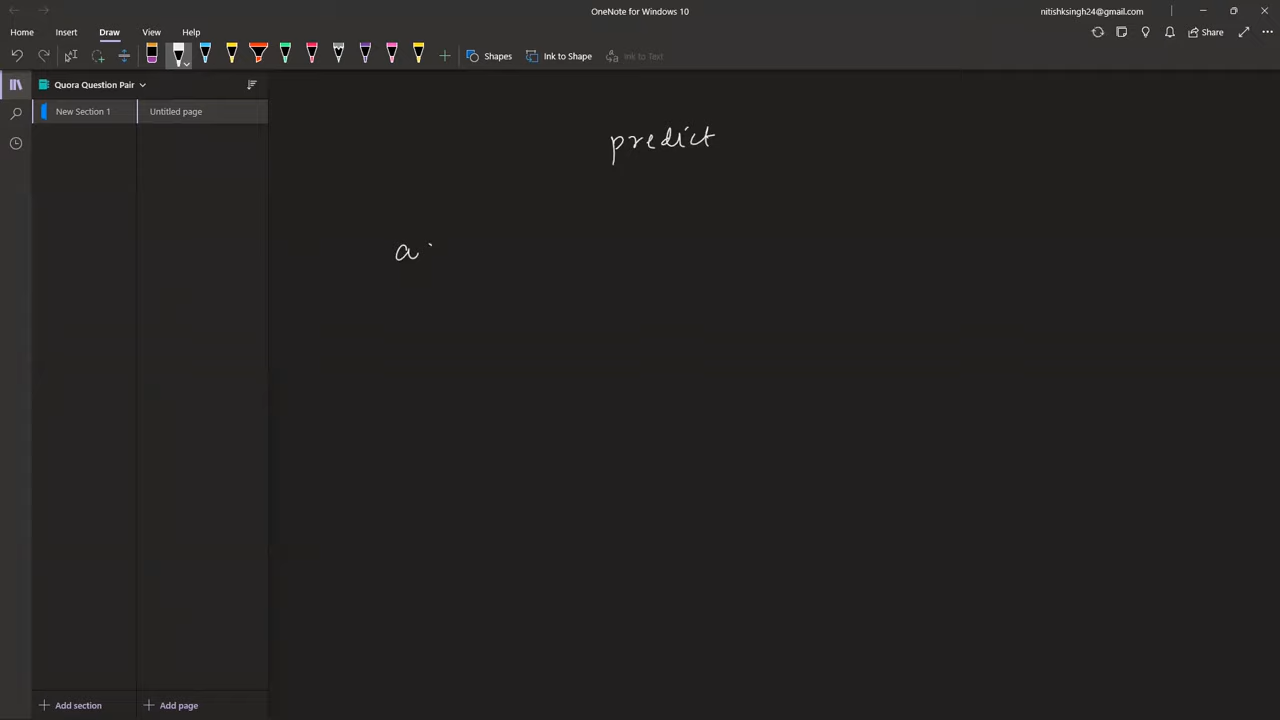 OneNote for Windows 10
nitishksingh24@gmail.com
Home Insert Draw View Help
Share
Shapes Ink to Shape Ink to Text
Quora Question Pair
New Section 1
Untitled page
predict
a
Add section
Add page